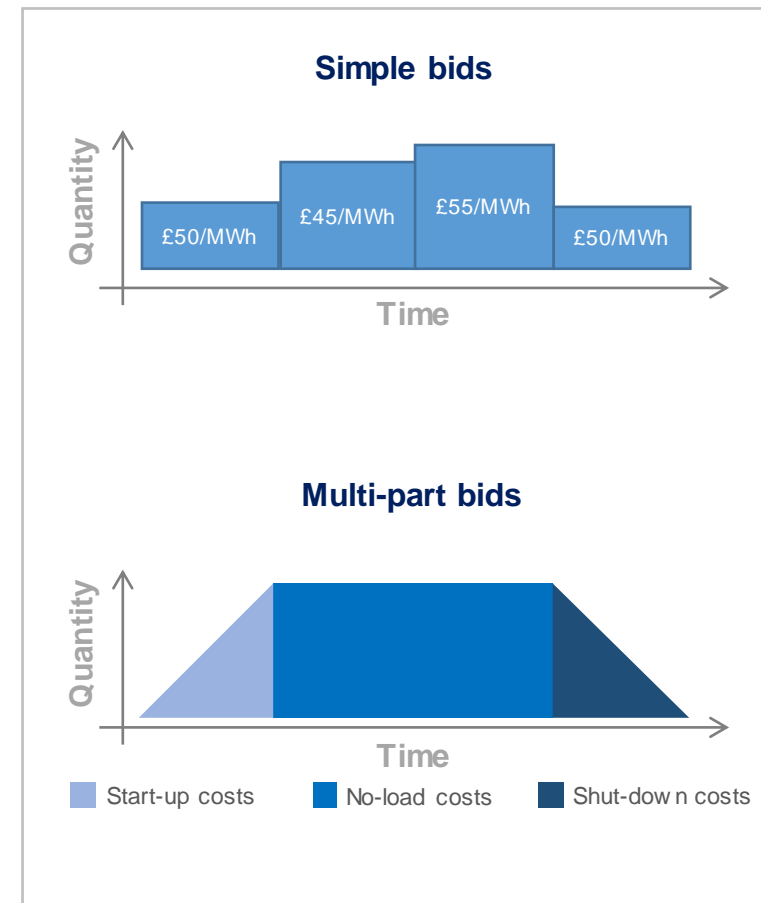 Simple bids
Quantity
£50/MWh
£45/MWh
£55/MWh
£50/MWh
Time
Multi-part bids
Quantity
Time
Start-up costs
No-load costs
Shut-down costs